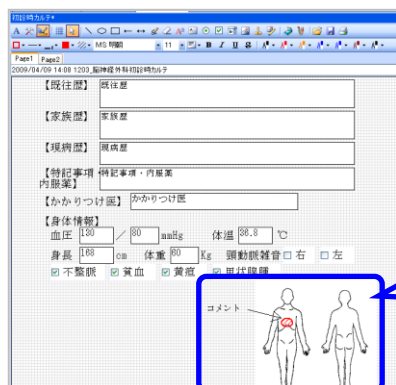 初診時カルテ*
MS 明朝 11 B I U S
Page1 Page2
2009/04/09 14:08 1203_脳神経外科初診時カルテ
【既往歴】 既往歴
【家族歴】 家族歴
【現病歴】 現病歴
【特記事項・内服薬】 特記事項・内服薬
【かかりつけ医】 かかりつけ医
【身体情報】
血圧 130 / 80 mmHg 体温 36.8 ℃
身長 168 cm 体重 60 Kg 頸動脈雑音 右 左
不整脈 貧血 黄疸 甲状腺腫
コメント